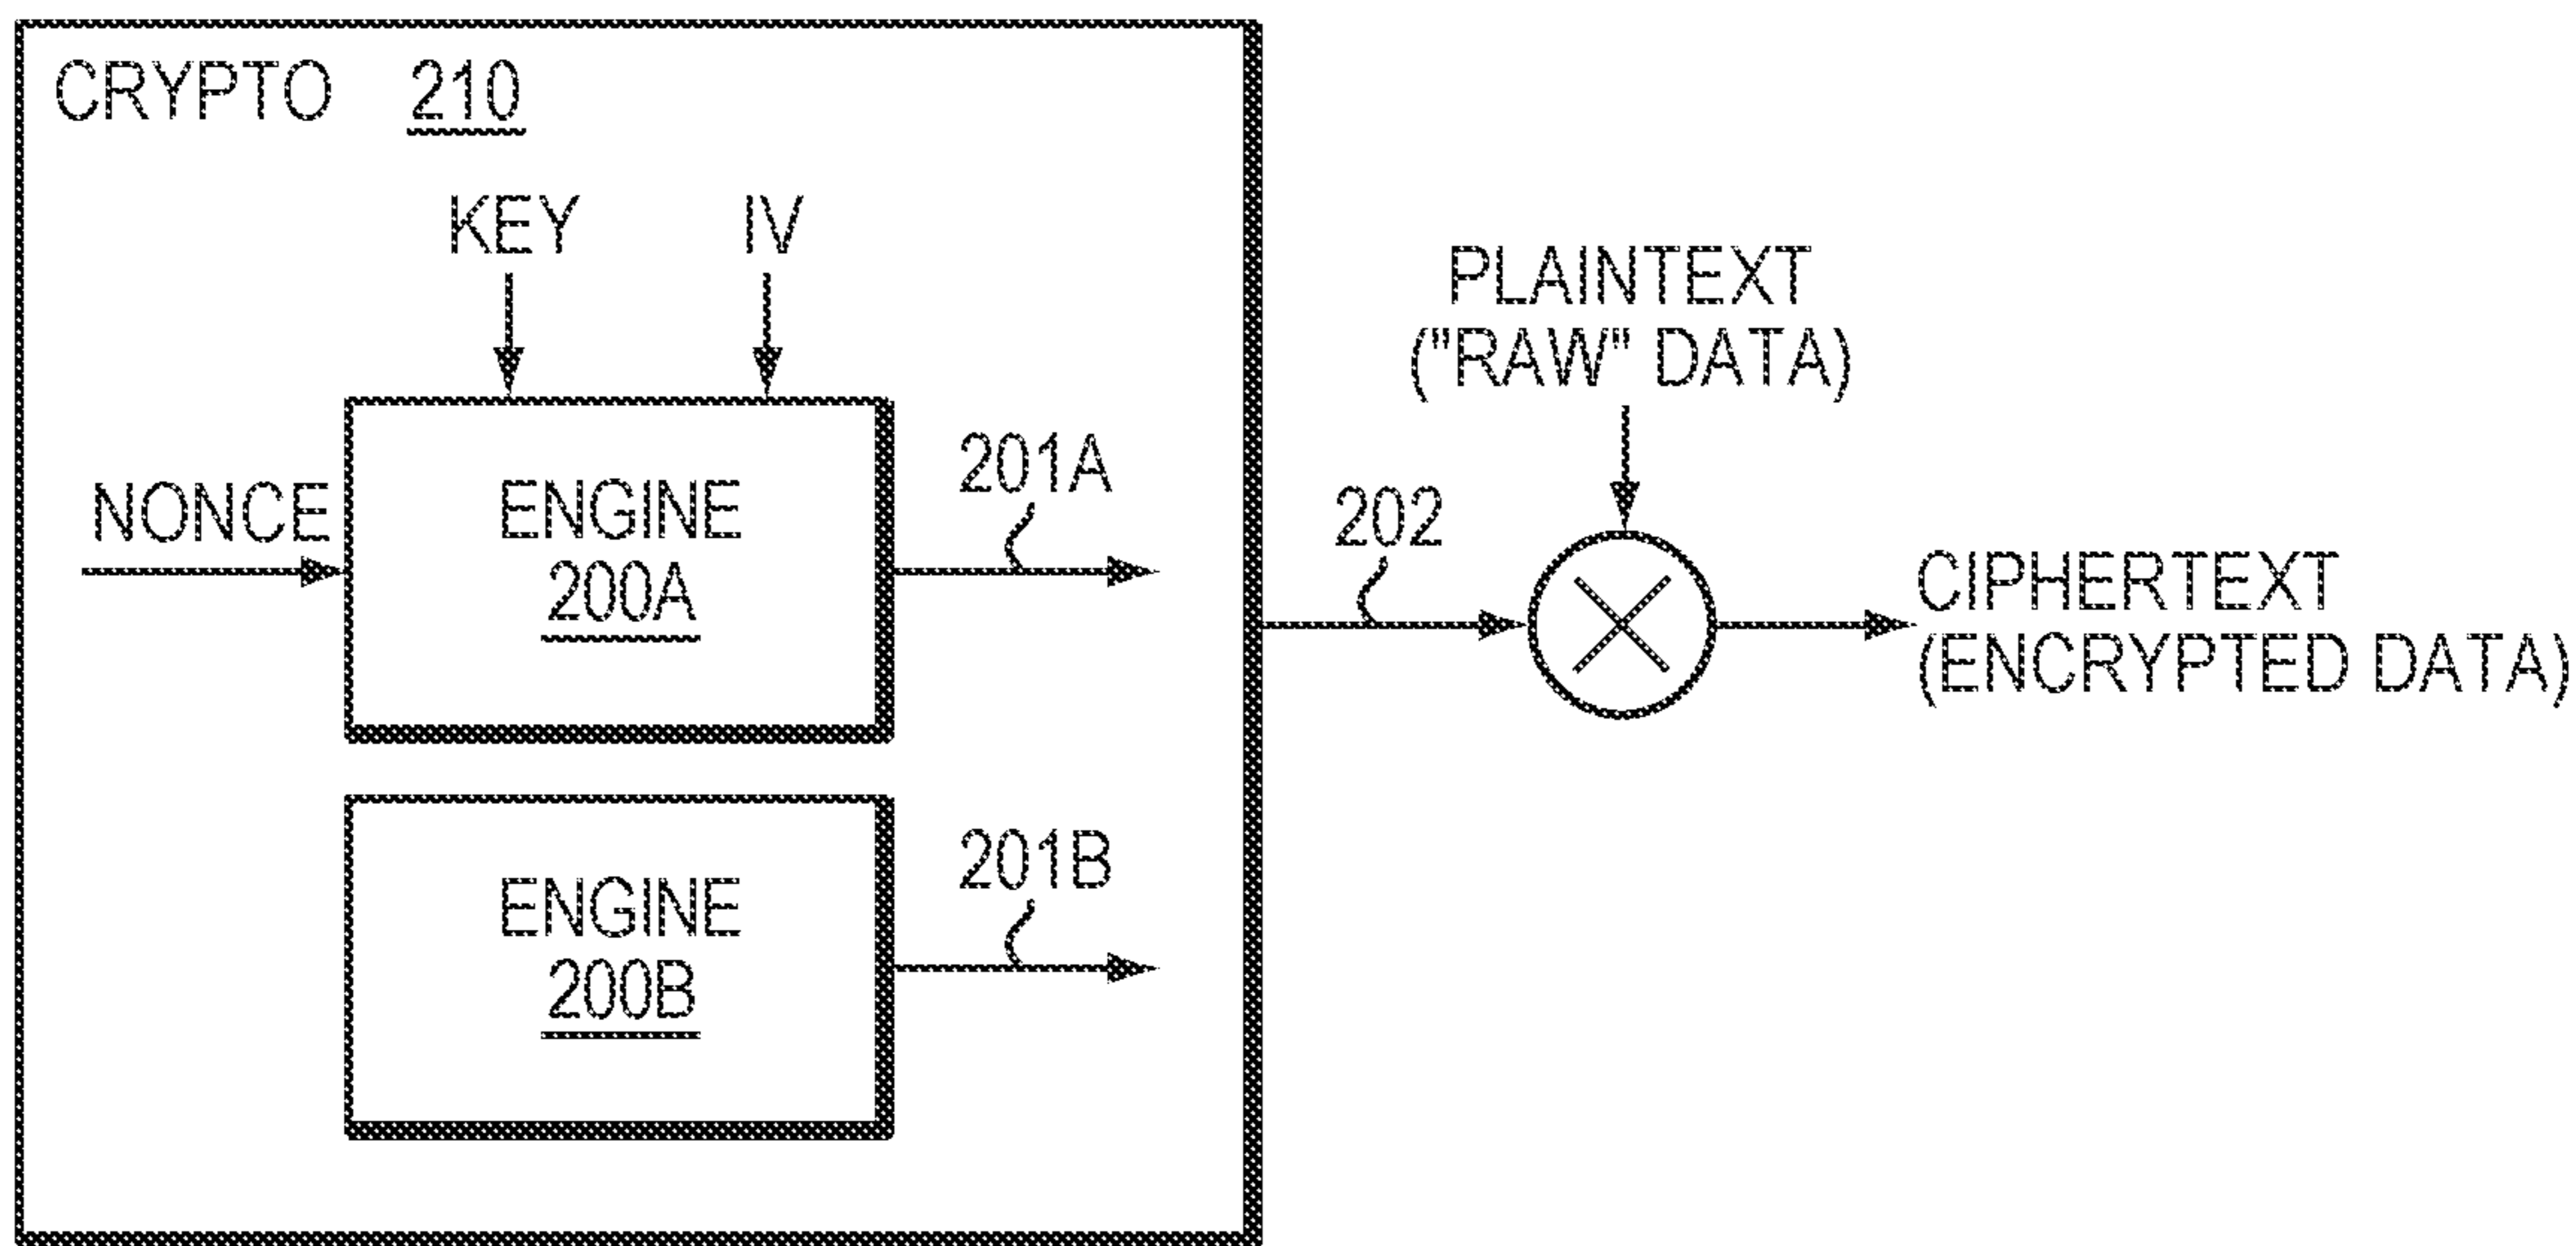 CRYPTO 210
KEY IV
NONCE
ENGINE
200A
201A
ENGINE
200B
201B
202
PLAINTEXT
("RAW" DATA)
CIPHERTEXT
(ENCRYPTED DATA)